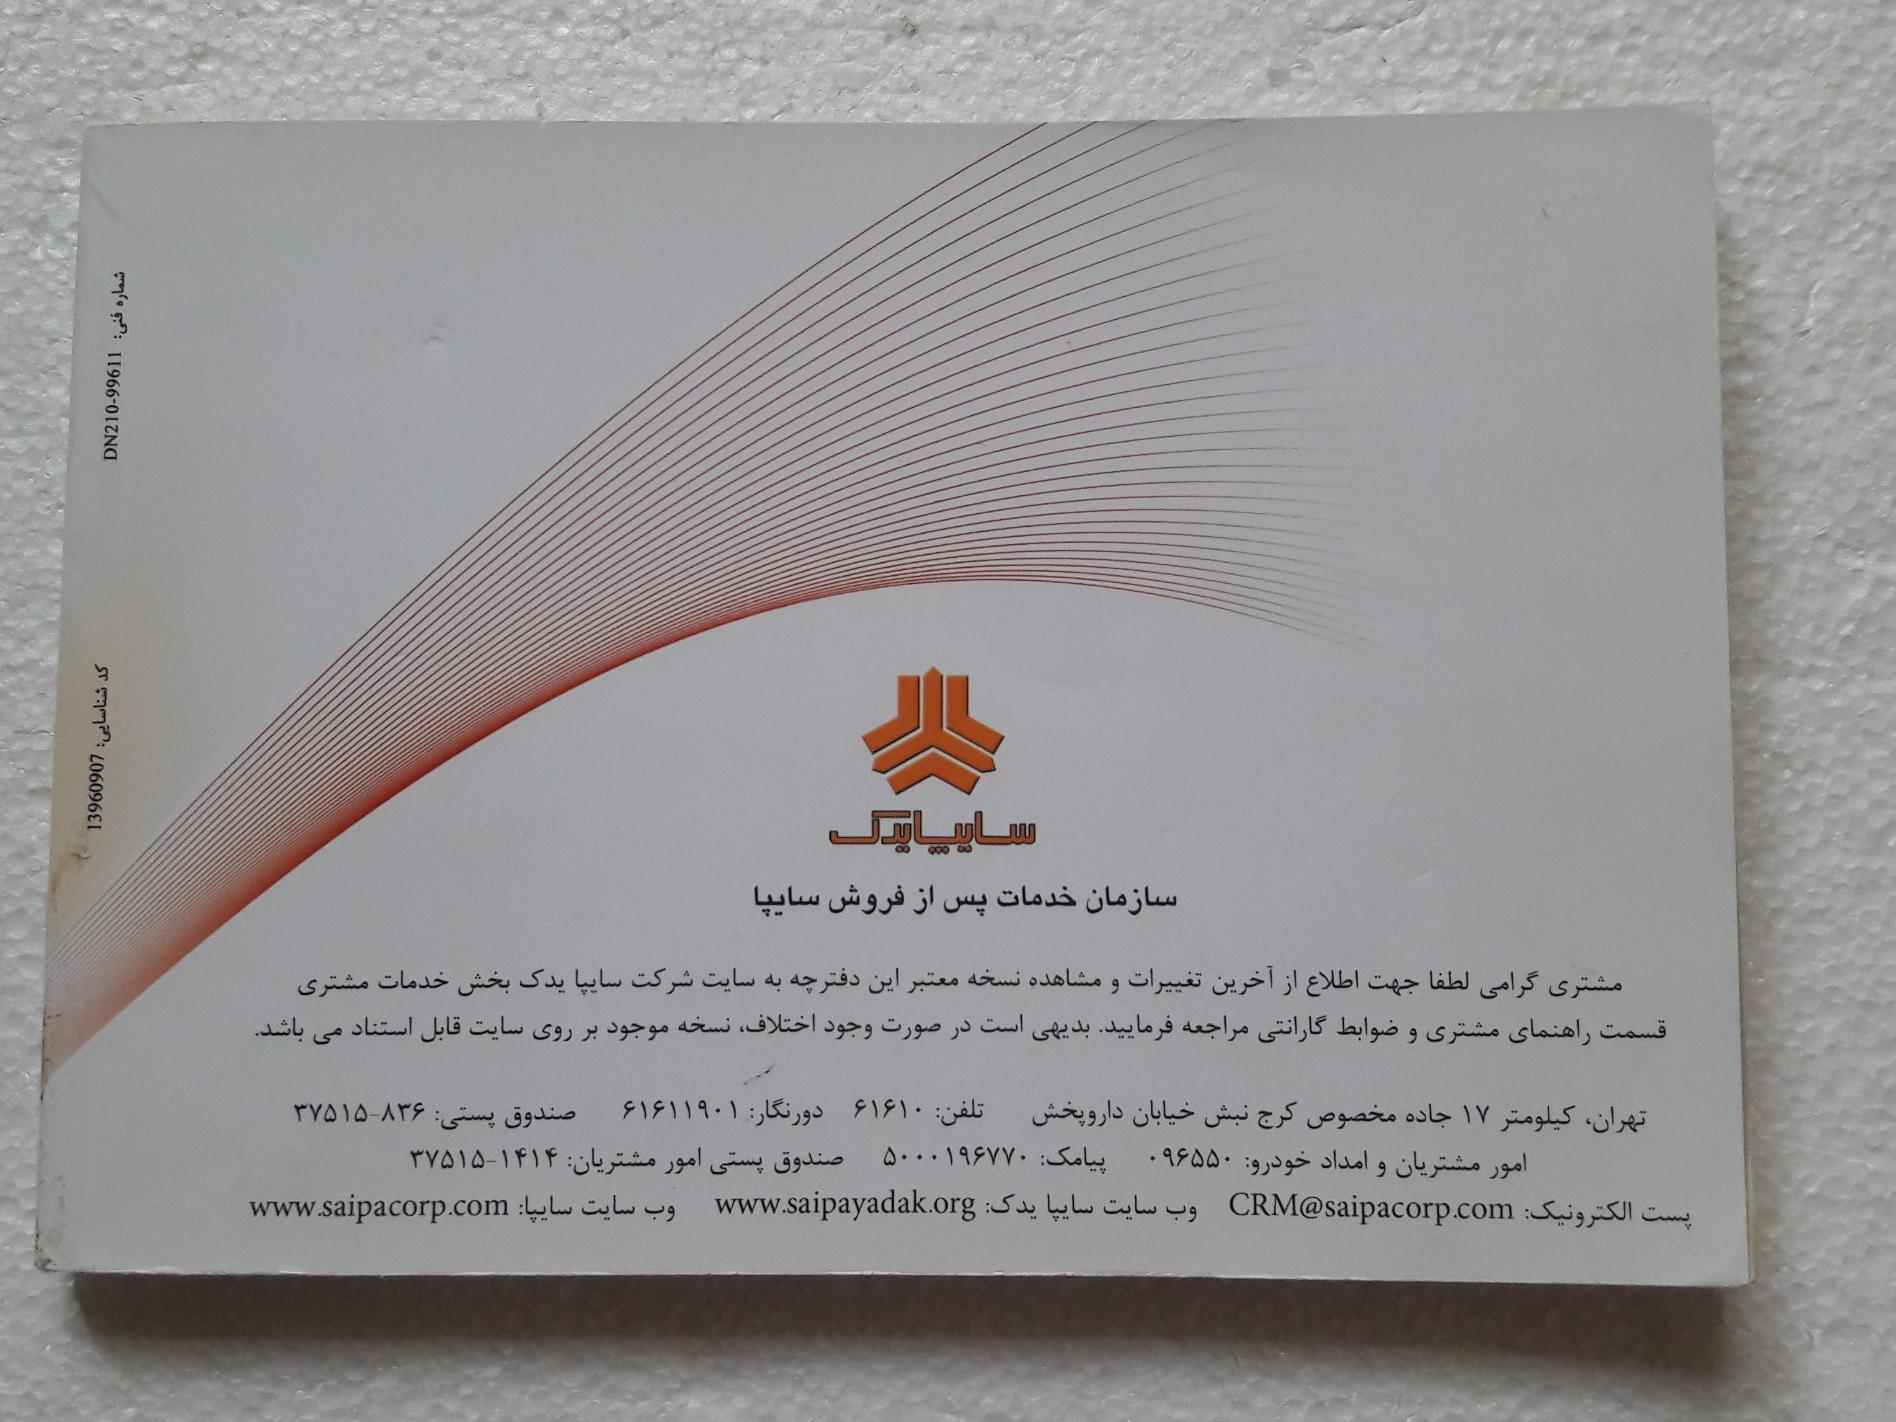 شماره فنی: DN210-99611
کد شناسایی: 13960907
سایپایدک
سازمان خدمات پس از فروش سایپا
مشتری گرامی لطفا جهت اطلاع از آخرین تغییرات و مشاهده نسخه معتبر این دفترچه به سایت شرکت سایپا یدک بخش خدمات مشتری
قسمت راهنمای مشتری و ضوابط گارانتی مراجعه فرمایید. بدیهی است در صورت وجود اختلاف، نسخه موجود بر روی سایت قابل استناد می باشد.
تهران، کیلومتر ۱۷ جاده مخصوص کرج نبش خیابان داروپخش تلفن: ۶۱۶۱۰ دورنگار: ۶۱۶۱۱۹۰۱ صندوق پستی: ۸۳۶-۳۷۵۱۵
امور مشتریان و امداد خودرو: ۰۹۶۵۵۰ پیامک: ۵۰۰۰۱۹۶۷۷۰ صندوق پستی امور مشتریان: ۱۴۱۴-۳۷۵۱۵
پست الکترونیک: CRM@saipacorp.com وب سایت سایپا یدک: www.saipayadak.org وب سایت سایپا: www.saipacorp.com